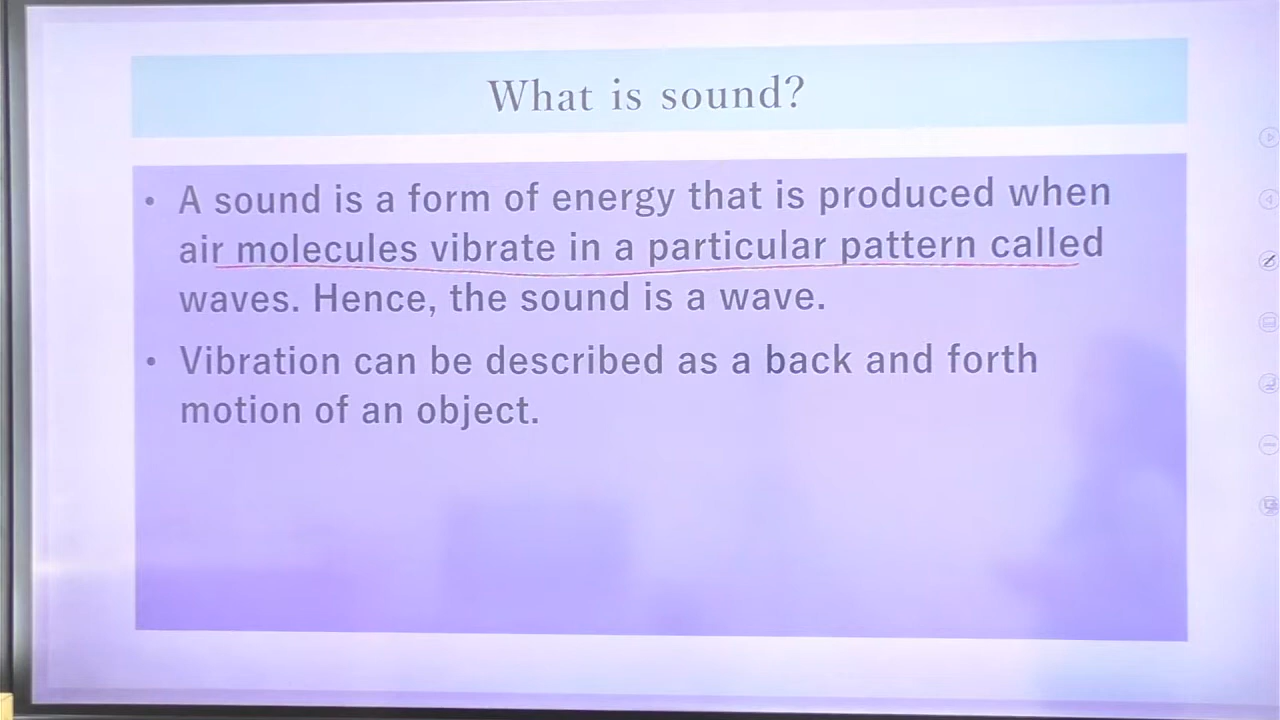 What is sound?
• A sound is a form of energy that is produced when
air molecules vibrate in a particular pattern called
waves. Hence, the sound is a wave.
• Vibration can be described as a back and forth
motion of an object.